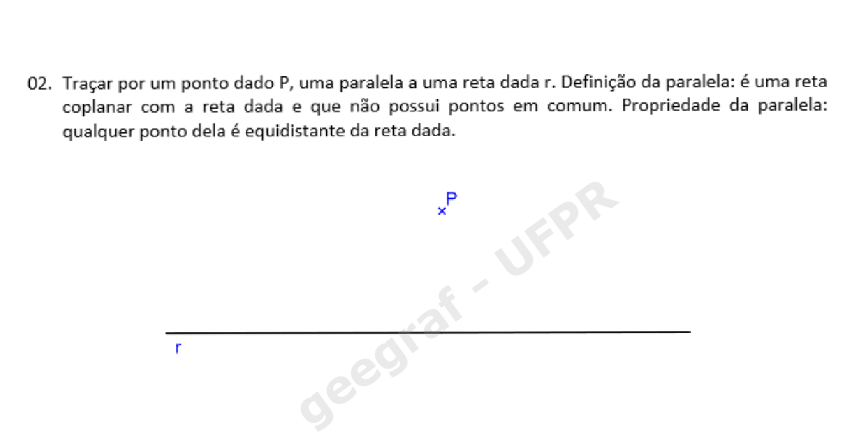 02. Traçar por um ponto dado P, uma paralela a uma reta dada r. Definição da paralela: é uma reta
coplanar com a reta dada e que não possui pontos em comum. Propriedade da paralela:
qualquer ponto dela é equidistante da reta dada.
P
r
geegraf - UFPR